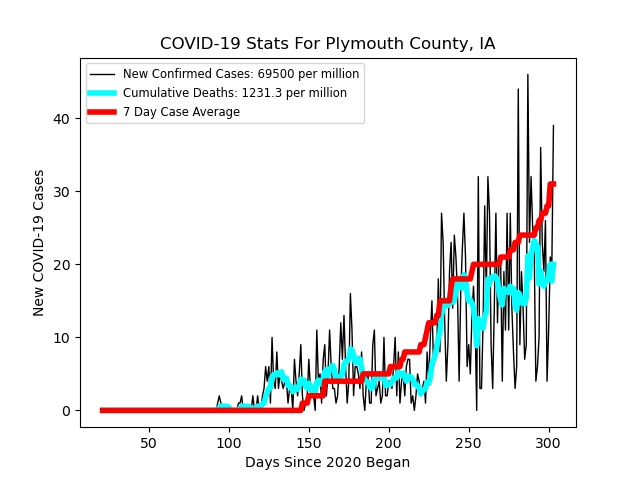 COVID-19 Stats For Plymouth County, IA
New Confirmed Cases: 69500 per million
Cumulative Deaths: 1231.3 per million
7 Day Case Average
New COVID-19 Cases
40
30
20
10
0
50 100 150 200 250 300
Days Since 2020 Began